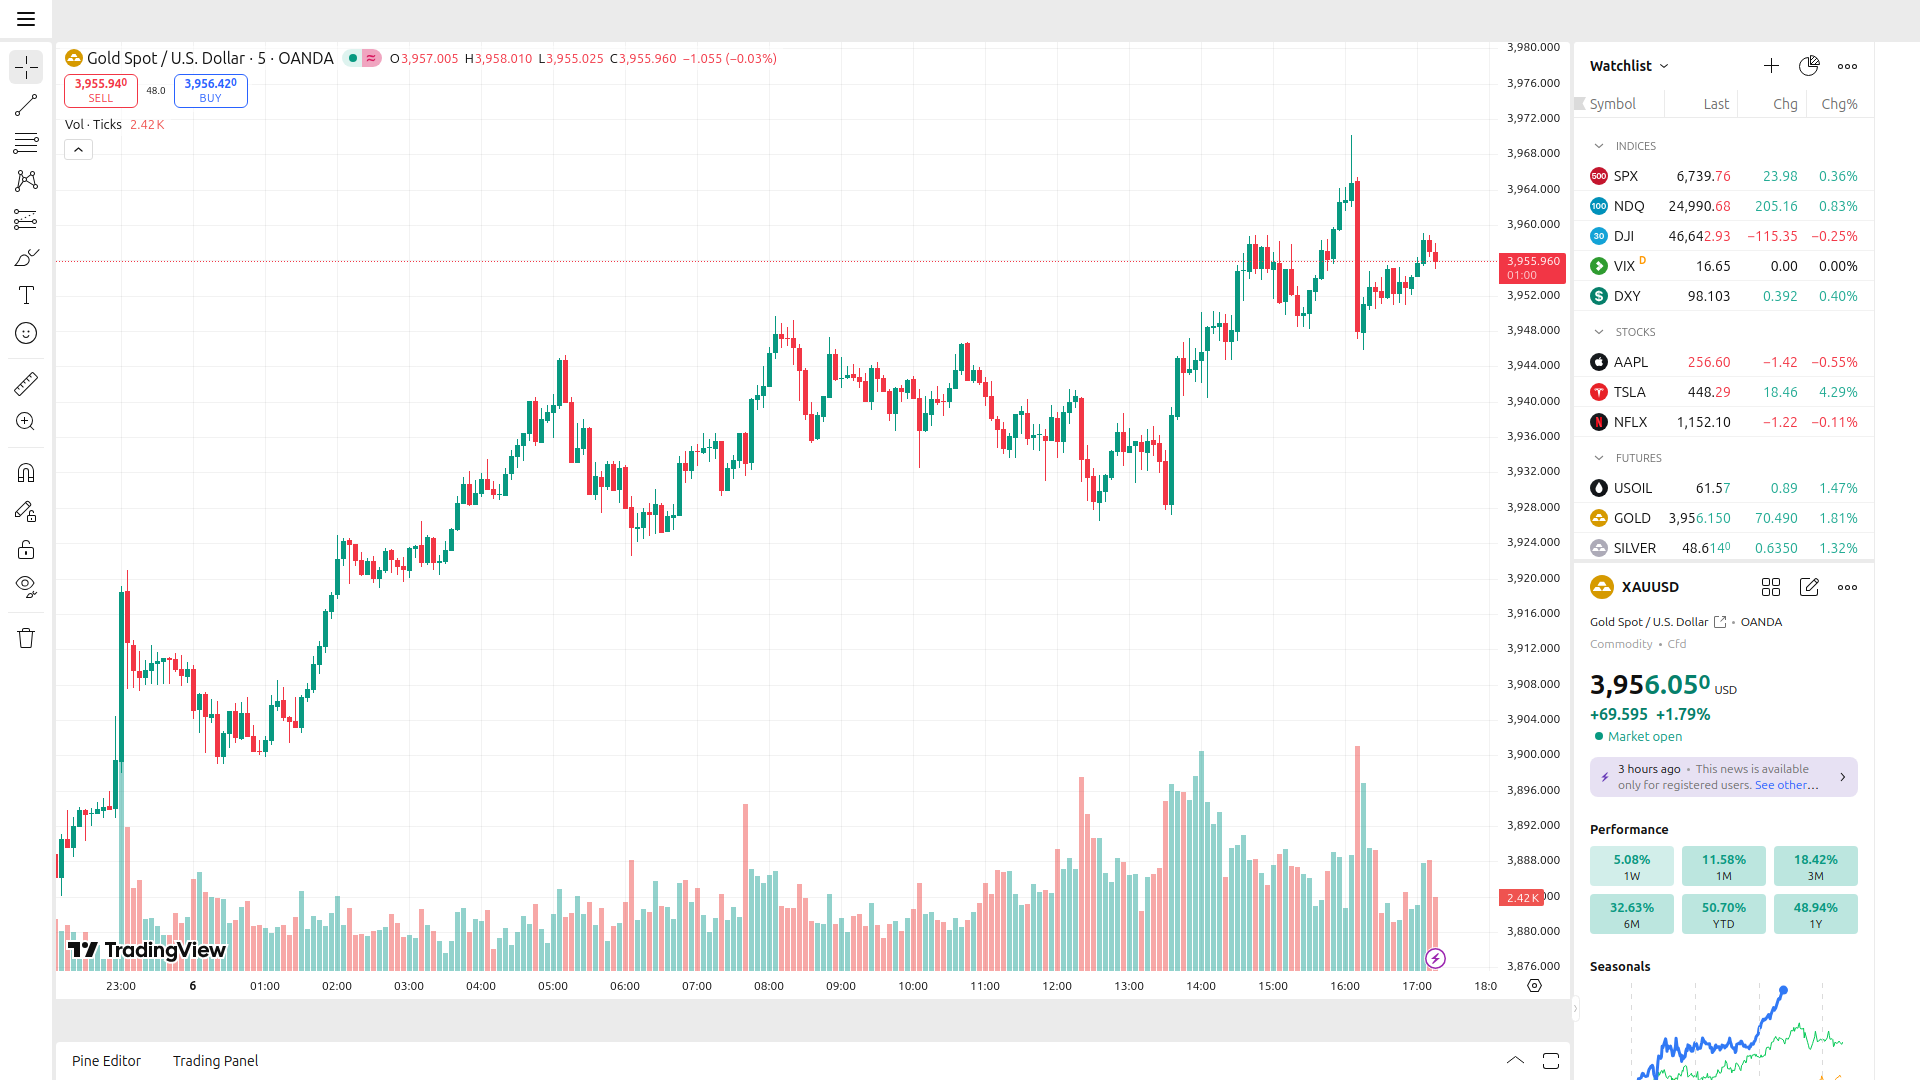 Gold Spot / U.S. Dollar · 5 · OANDA
O3,957.005 H3,958.010 L3,955.025 C3,955.960 −1.055 (−0.03%)
3,955.940 SELL
48.0
3,956.420 BUY
Vol · Ticks 2.42 K
3,980.000
3,976.000
3,972.000
3,968.000
3,964.000
3,960.000
3,955.960
01:00
3,952.000
3,948.000
3,944.000
3,940.000
3,936.000
3,932.000
3,928.000
3,924.000
3,920.000
3,916.000
3,912.000
3,908.000
3,904.000
3,900.000
3,896.000
3,892.000
3,888.000
2.42 K
3,880.000
3,876.000
TradingView
23:00 6 01:00 02:00 03:00 04:00 05:00 06:00 07:00 08:00 09:00 10:00 11:00 12:00 13:00 14:00 15:00 16:00 17:00 18:0
Pine Editor Trading Panel
Watchlist
Symbol Last Chg Chg%
INDICES
500 SPX 6,739.76 23.98 0.36%
100 NDQ 24,990.68 205.16 0.83%
30 DJI 46,642.93 −115.35 −0.25%
VIX D 16.65 0.00 0.00%
$ DXY 98.103 0.392 0.40%
STOCKS
AAPL 256.60 −1.42 −0.55%
TSLA 448.29 18.46 4.29%
N NFLX 1,152.10 −1.22 −0.11%
FUTURES
USOIL 61.57 0.89 1.47%
GOLD 3,956.150 70.490 1.81%
SILVER 48.6140 0.6350 1.32%
XAUUSD
Gold Spot / U.S. Dollar • OANDA
Commodity • Cfd
3,956.050 USD
+69.595 +1.79%
Market open
3 hours ago • This news is available
only for registered users. See other...
Performance
5.08% 11.58% 18.42%
1W 1M 3M
32.63% 50.70% 48.94%
6M YTD 1Y
Seasonals